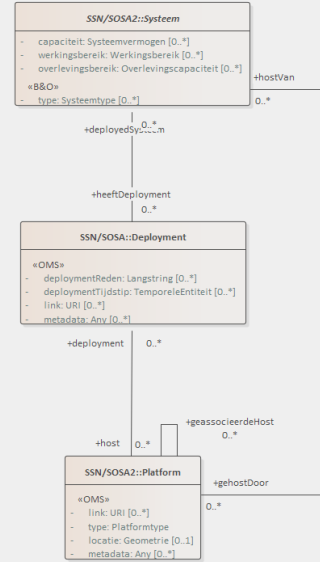 SSN/SOSA2::Systeem
- capaciteit: Systeemvermogen [0..*]
- werkingsbereik: Werkingsbereik [0..*]
- overlevingsbereik: Overlevingscapaciteit [0..*]
«B&O»
- type: Systeemtype [0..*]
+hostVan
0..*
0..*
+deployedSysteem
+heeftDeployment
0..*
SSN/SOSA::Deployment
«OMS»
- deploymentReden: Langstring [0..*]
- deploymentTijdstip: TemporeleEntiteit [0..*]
- link: URI [0..*]
- metadata: Any [0..*]
+deployment 0..*
+geassocieerdeHost
0..*
+host 0..*
SSN/SOSA2::Platform
«OMS»
- link: URI [0..*]
- type: Platformtype
- locatie: Geometrie [0..1]
- metadata: Any [0..*]
+gehostDoor
0..*